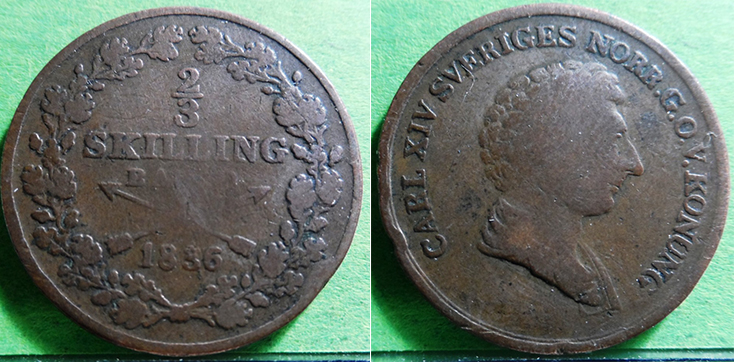 2
3
SKILLING
1836
CARL XIV SVERIGES NORR. G. O. V. KONUNG